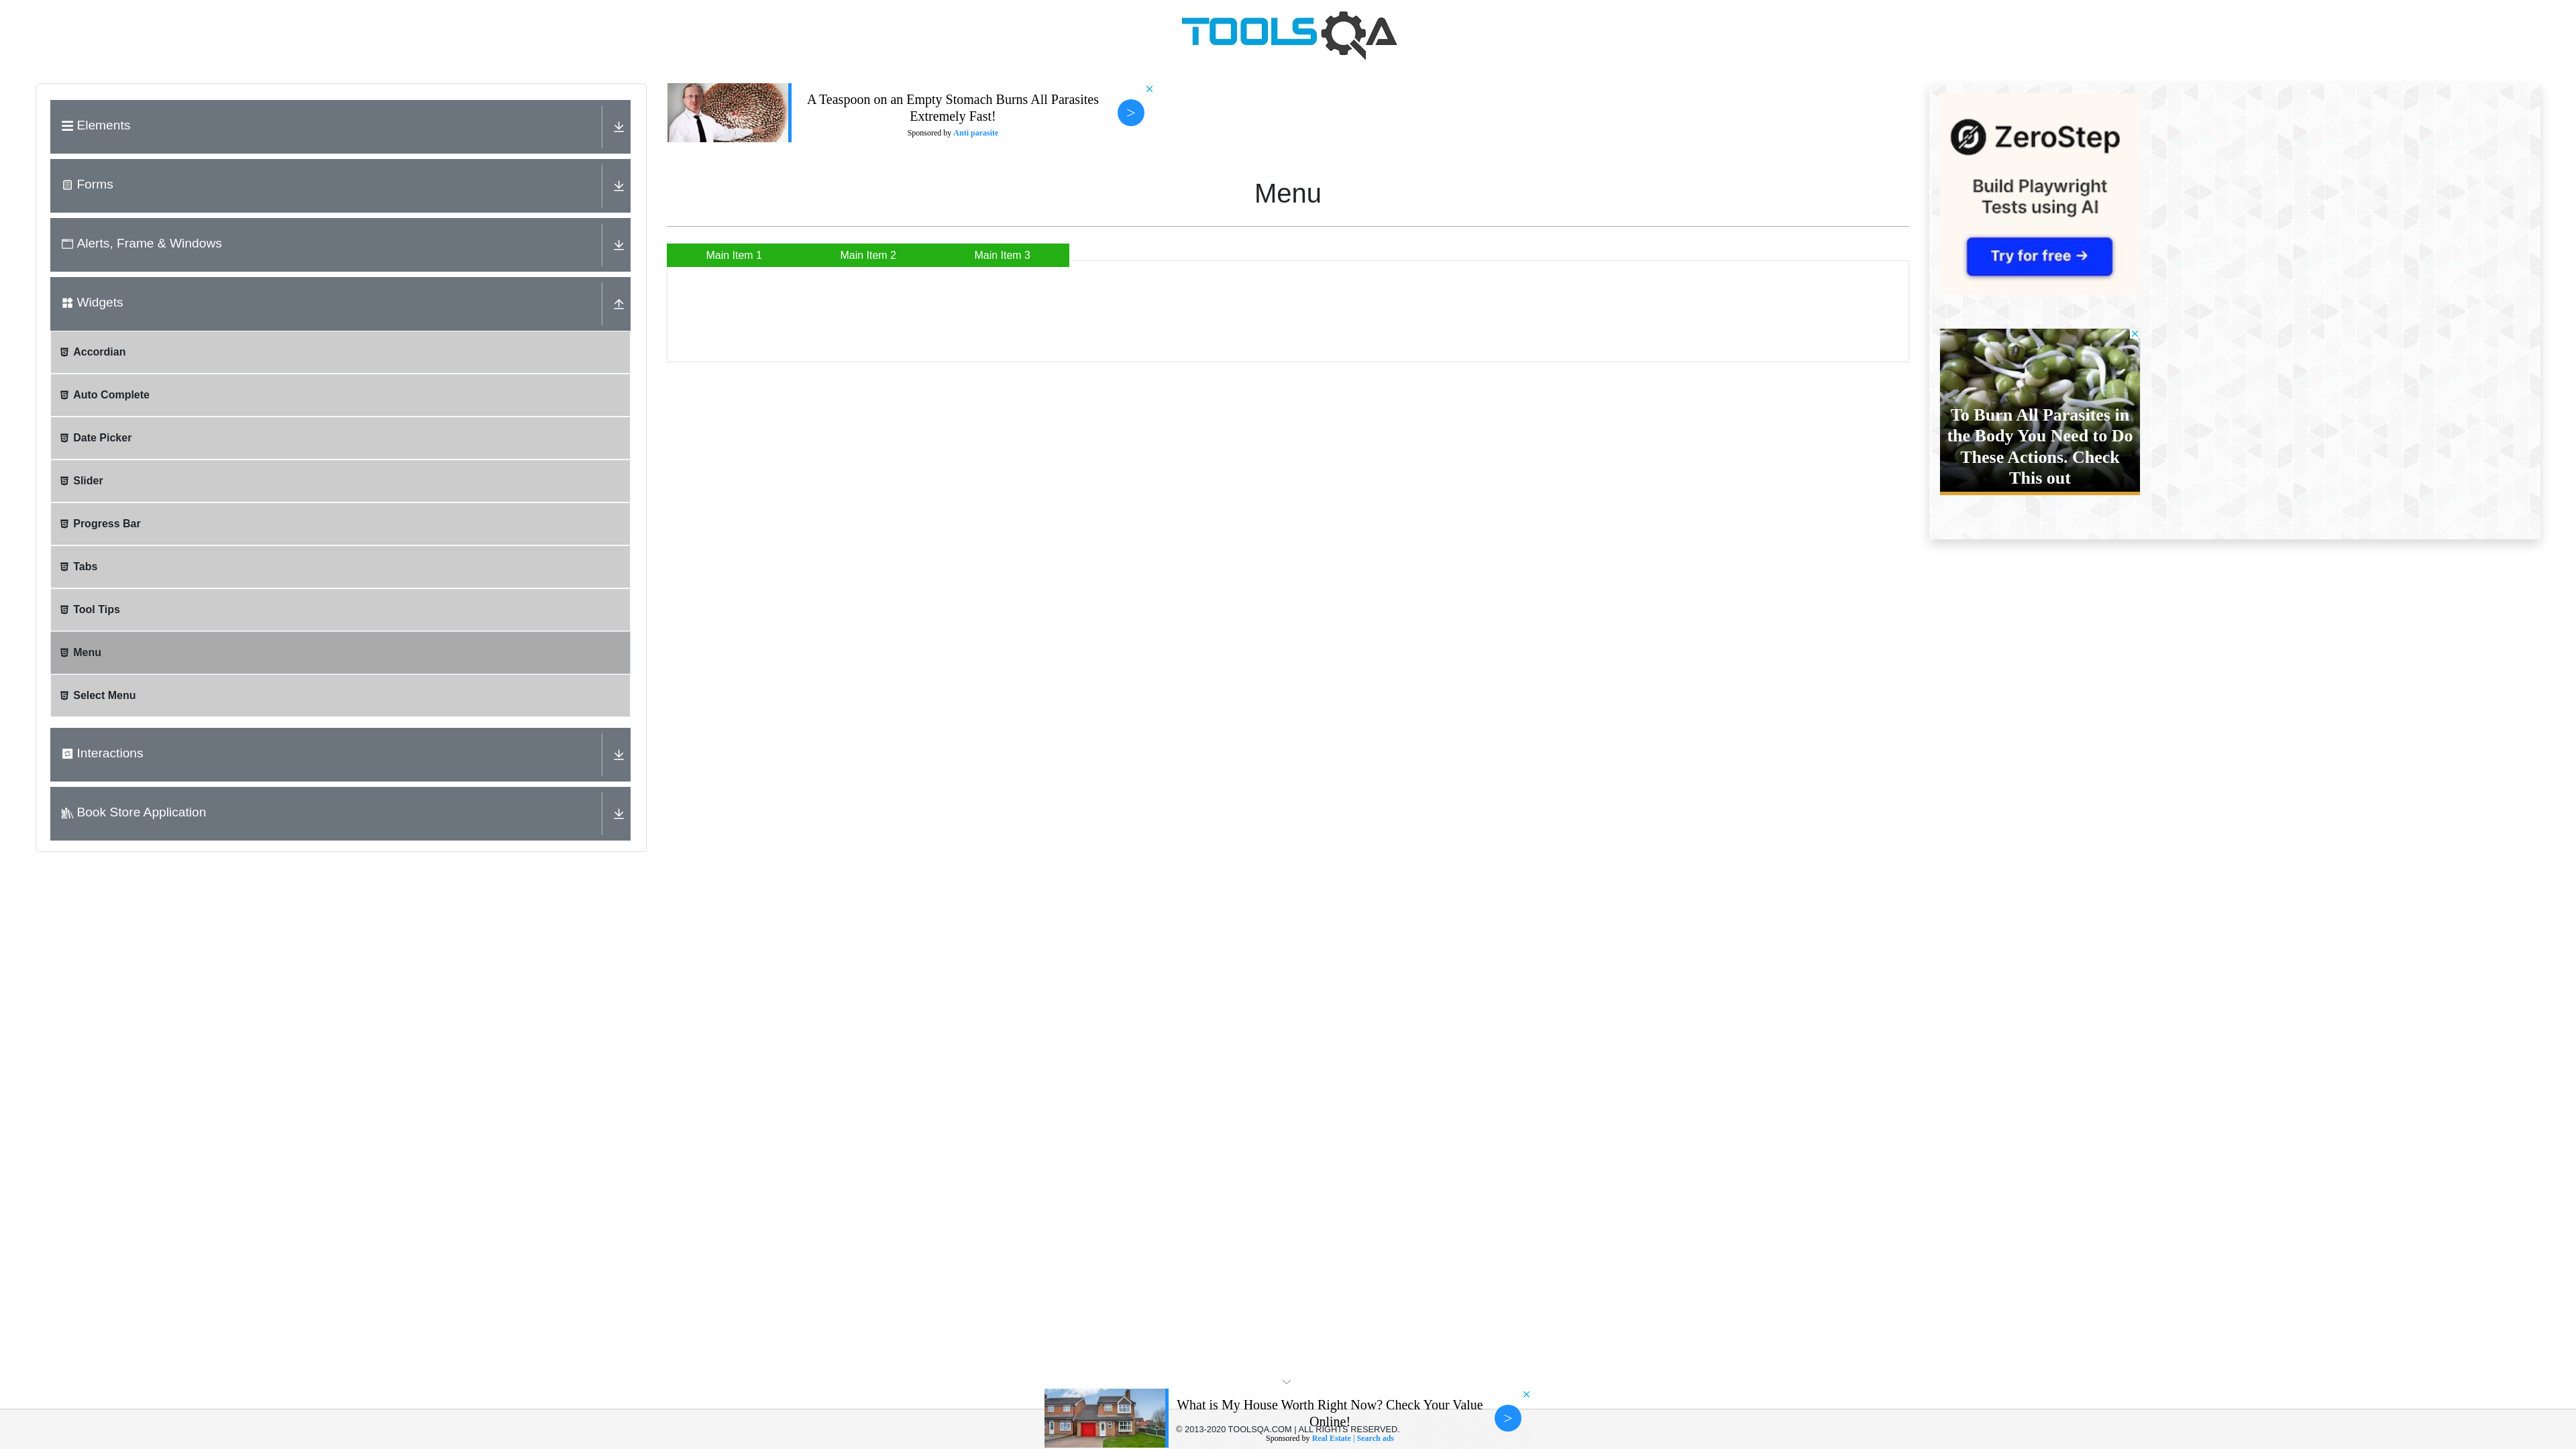 TOOLSQA
Elements
Forms
Alerts, Frame & Windows
Widgets
Accordian
Auto Complete
Date Picker
Slider
Progress Bar
Tabs
Tool Tips
Menu
Select Menu
Interactions
Book Store Application
A Teaspoon on an Empty Stomach Burns All Parasites
Extremely Fast!
Sponsored by Anti parasite
>
Menu
Main Item 1
Main Item 2
Main Item 3
ZeroStep
Build Playwright
Tests using AI
Try for free →
To Burn All Parasites in
the Body You Need to Do
These Actions. Check
This out
What is My House Worth Right Now? Check Your Value
Online!
Sponsored by Real Estate | Search ads
>
© 2013-2020 TOOLSQA.COM | ALL RIGHTS RESERVED.